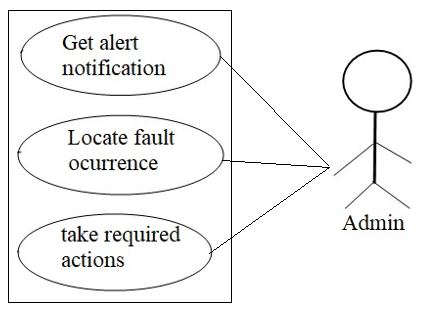 Get alert
notification
Locate fault
ocurrence
take required
actions
Admin